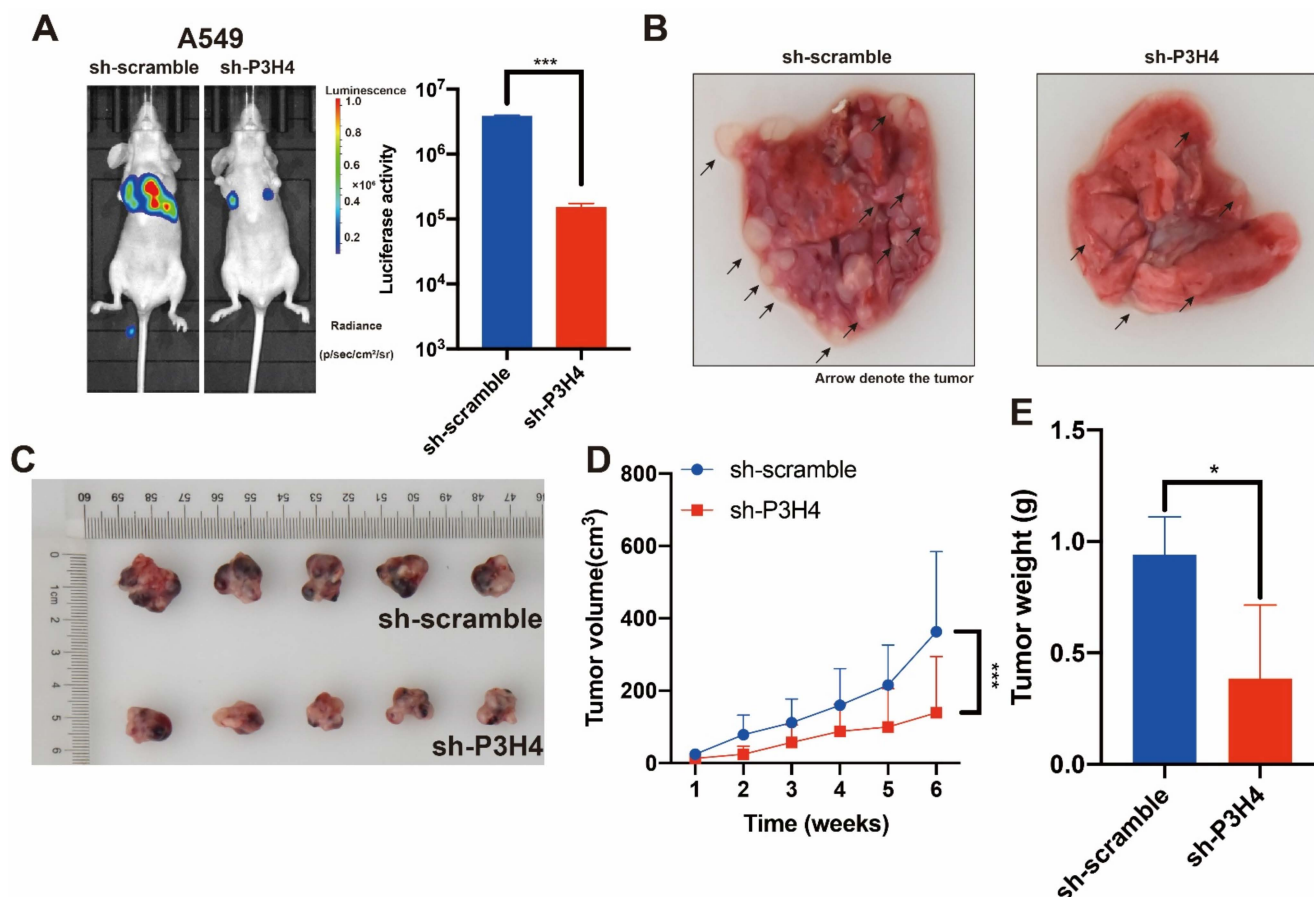 A
A549
sh-scramble
sh-P3H4
Luminescence
1.0
0.8
0.6
×10⁶
0.4
0.2
Radiance
(p/sec/cm²/sr)
Luciferase activity
10⁷
10⁶
10⁵
10⁴
10³
***
sh-scramble
sh-P3H4
B
sh-scramble
sh-P3H4
Arrow denote the tumor
C
60 59 58 57 55 53 52 51 50 48 47 46
0
1cm
2
3
4
5
6
sh-scramble
sh-P3H4
D
sh-scramble
sh-P3H4
Tumor volume(cm³)
800
600
400
200
0
1 2 3 4 5 6
Time (weeks)
***
E
Tumor weight (g)
1.5
1.0
0.5
0.0
*
sh-scramble
sh-P3H4